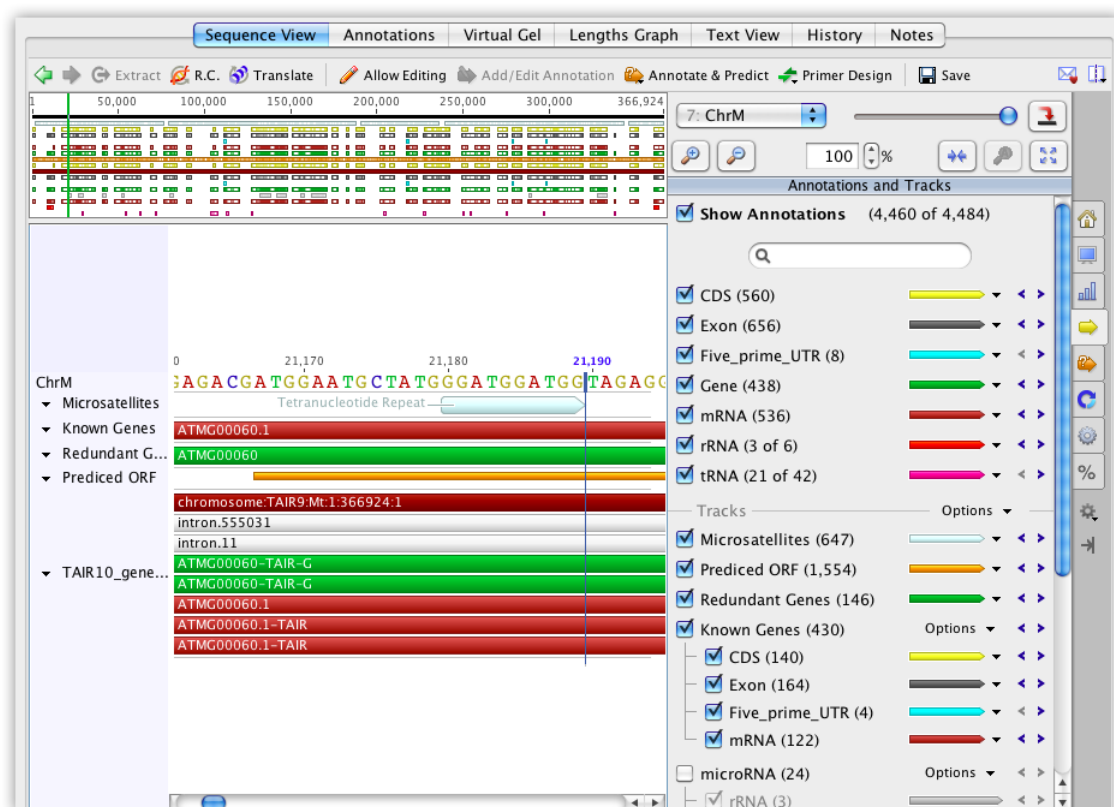 Sequence View Annotations Virtual Gel Lengths Graph Text View History Notes
Extract R.C. Translate Allow Editing Add/Edit Annotation Annotate & Predict Primer Design Save
1 50,000 100,000 150,000 200,000 250,000 300,000 366,924
7: ChrM
100 %
Annotations and Tracks
Show Annotations (4,460 of 4,484)
CDS (560)
Exon (656)
Five_prime_UTR (8)
Gene (438)
mRNA (536)
rRNA (3 of 6)
tRNA (21 of 42)
Tracks Options
Microsatellites (647)
Prediced ORF (1,554)
Redundant Genes (146)
Known Genes (430) Options
CDS (140)
Exon (164)
Five_prime_UTR (4)
mRNA (122)
microRNA (24) Options
rRNA (3)
0 21,170 21,180 21,190
ChrM GAGACGATGGAATGCTATGGGATGGATGGTAGAGG
Microsatellites Tetranucleotide Repeat
Known Genes ATMG00060.1
Redundant G... ATMG00060
Prediced ORF
chromosome:TAIR9:Mt:1:366924:1
intron.555031
intron.11
TAIR10_gene... ATMG00060-TAIR-G
ATMG00060-TAIR-G
ATMG00060.1
ATMG00060.1-TAIR
ATMG00060.1-TAIR